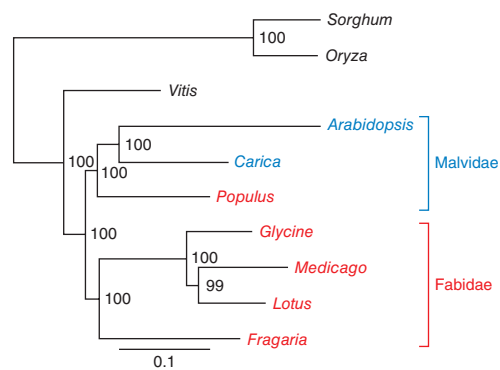 Sorghum
100
Oryza
Vitis
Arabidopsis
100
100
100
Carica
Malvidae
Populus
100
Glycine
100
Medicago
99
Fabidae
100
Lotus
Fragaria
0.1